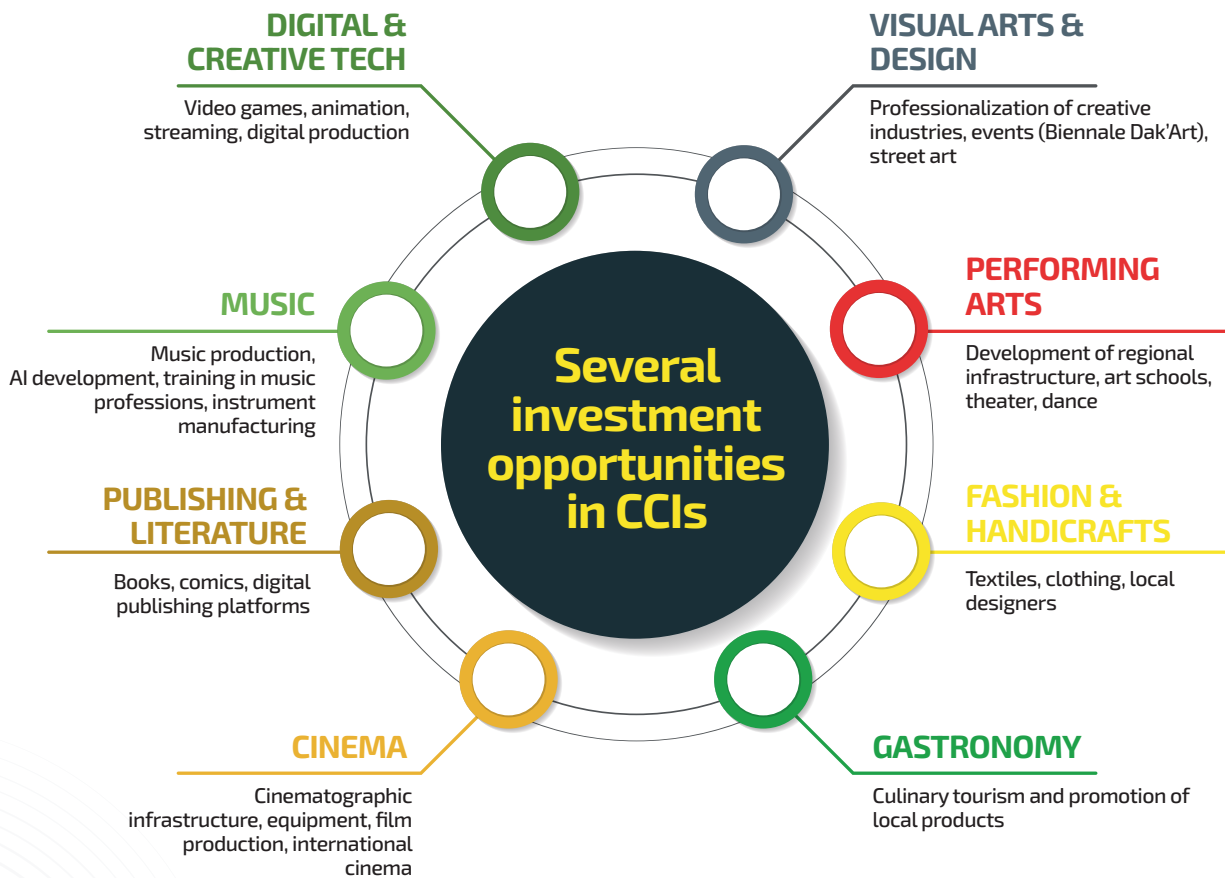 DIGITAL &
CREATIVE TECH
Video games, animation,
streaming, digital production
VISUAL ARTS &
DESIGN
Professionalization of creative
industries, events (Biennale Dak'Art),
street art
MUSIC
Music production,
AI development, training in music
professions, instrument
manufacturing
PERFORMING
ARTS
Development of regional
infrastructure, art schools,
theater, dance
Several
investment
opportunities
in CCIs
PUBLISHING &
LITERATURE
Books, comics, digital
publishing platforms
FASHION &
HANDICRAFTS
Textiles, clothing, local
designers
CINEMA
Cinematographic
infrastructure, equipment, film
production, international
cinema
GASTRONOMY
Culinary tourism and promotion of
local products